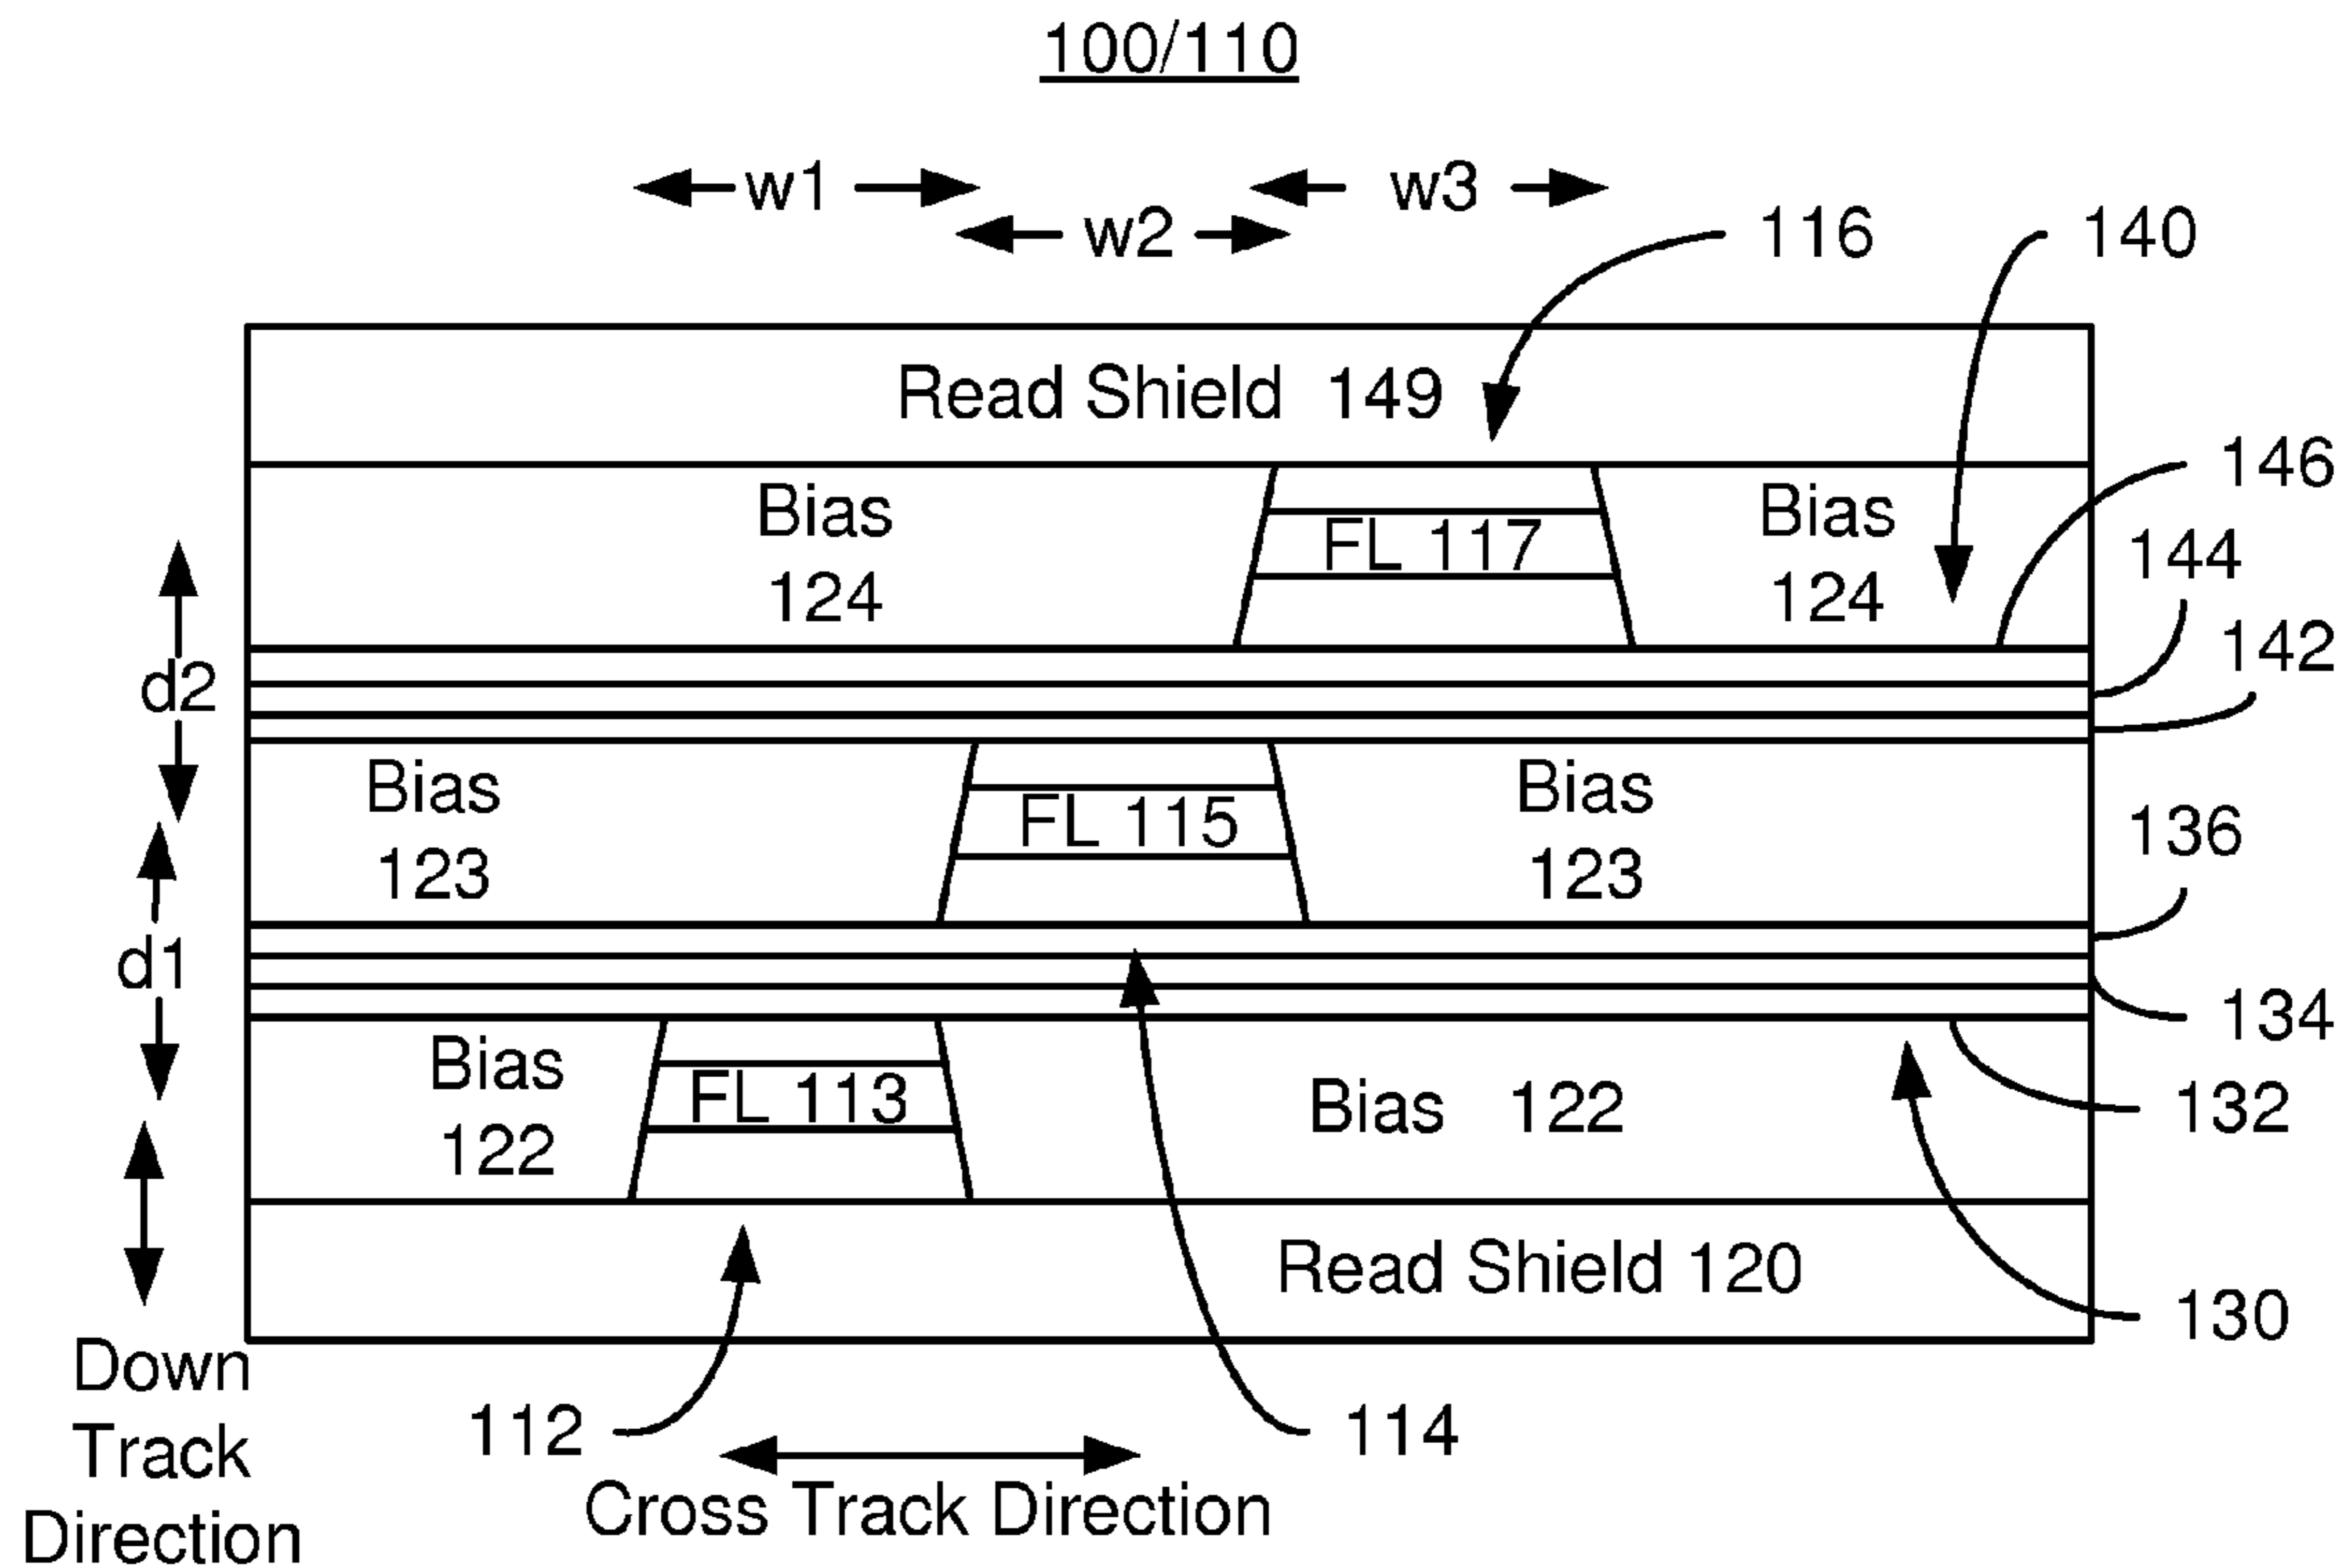 100/110
w1
w3
w2
116
140
Read Shield 149
146
Bias
124
FL 117
Bias
124
144
142
d2
Bias
123
FL 115
Bias
123
136
d1
134
Bias
122
FL 113
Bias 122
132
Read Shield 120
130
Down
Track
Direction
112
114
Cross Track Direction